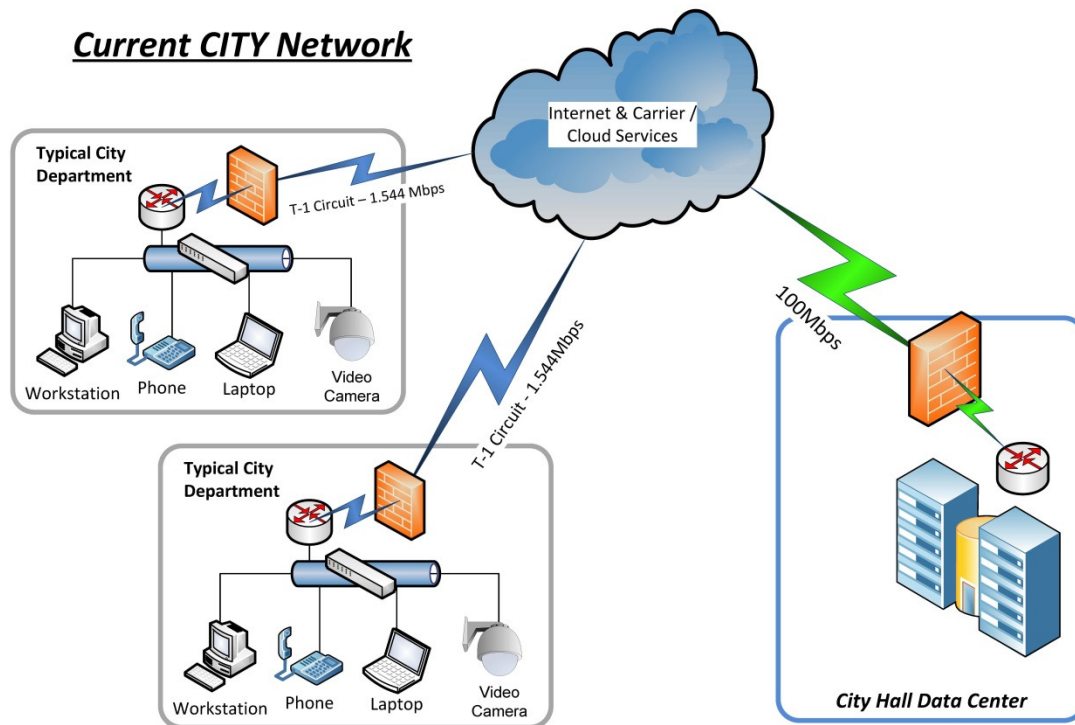 Current CITY Network
Internet & Carrier /
Cloud Services
Typical City
Department
T-1 Circuit – 1.544 Mbps
Workstation
Phone
Laptop
Video
Camera
T-1 Circuit - 1.544Mbps
Typical City
Department
Workstation
Phone
Laptop
Video
Camera
100Mbps
City Hall Data Center